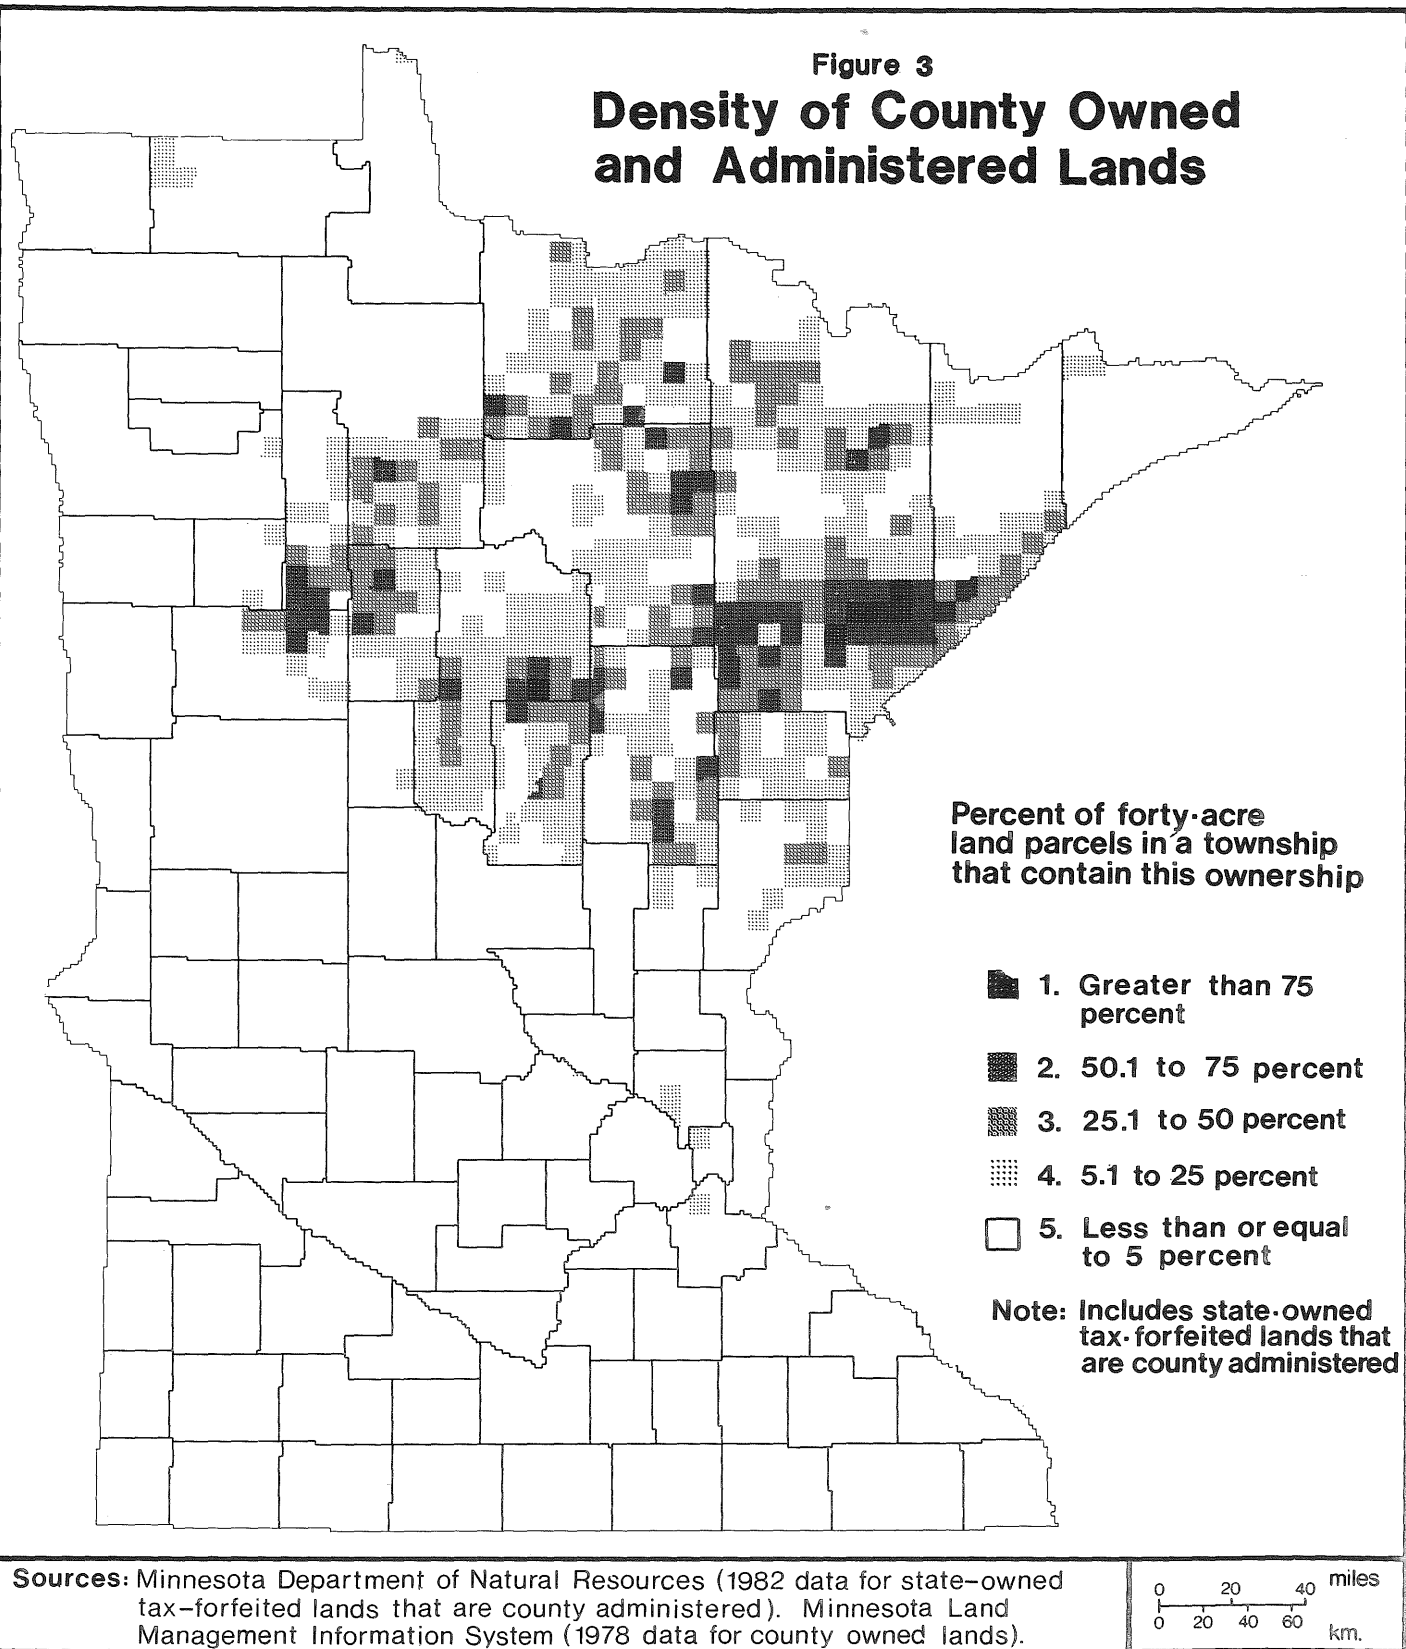 Figure 3
Density of County Owned
and Administered Lands
Percent of forty-acre
land parcels in a township
that contain this ownership
1. Greater than 75
percent
2. 50.1 to 75 percent
3. 25.1 to 50 percent
4. 5.1 to 25 percent
5. Less than or equal
to 5 percent
Note: Includes state-owned
tax-forfeited lands that
are county administered
Sources: Minnesota Department of Natural Resources (1982 data for state-owned
tax-forfeited lands that are county administered). Minnesota Land
Management Information System (1978 data for county owned lands).
0 20 40 miles
0 20 40 60 km.